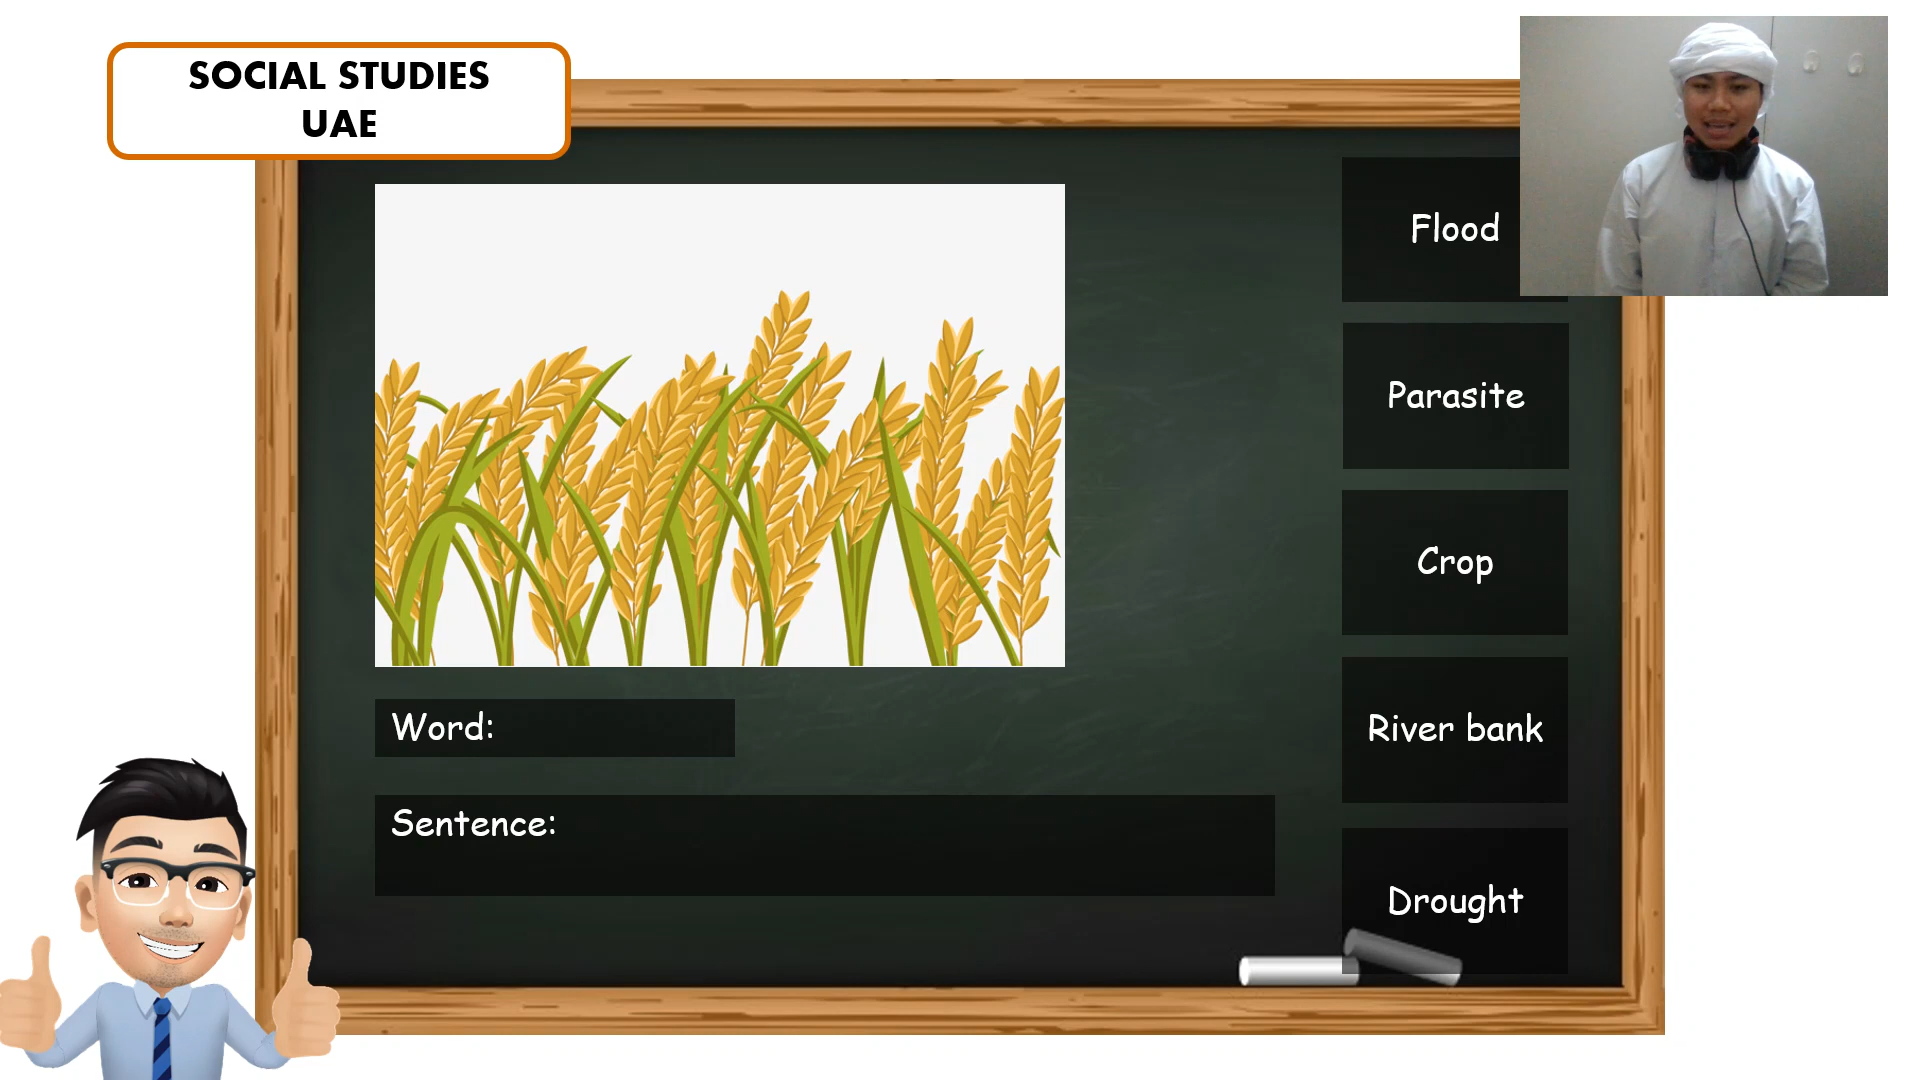 SOCIAL STUDIES
UAE
Flood
Parasite
Crop
River bank
Drought
Word:
Sentence: